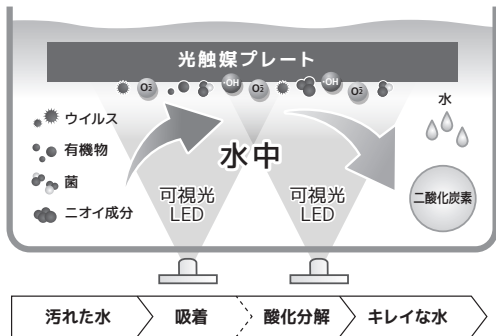 光触媒プレート
O₂⁻
·OH
O₂⁻
·OH
O₂⁻
ウイルス
有機物
菌
ニオイ成分
水中
可視光
LED
可視光
LED
水
二酸化炭素
汚れた水
吸着
酸化分解
キレイな水